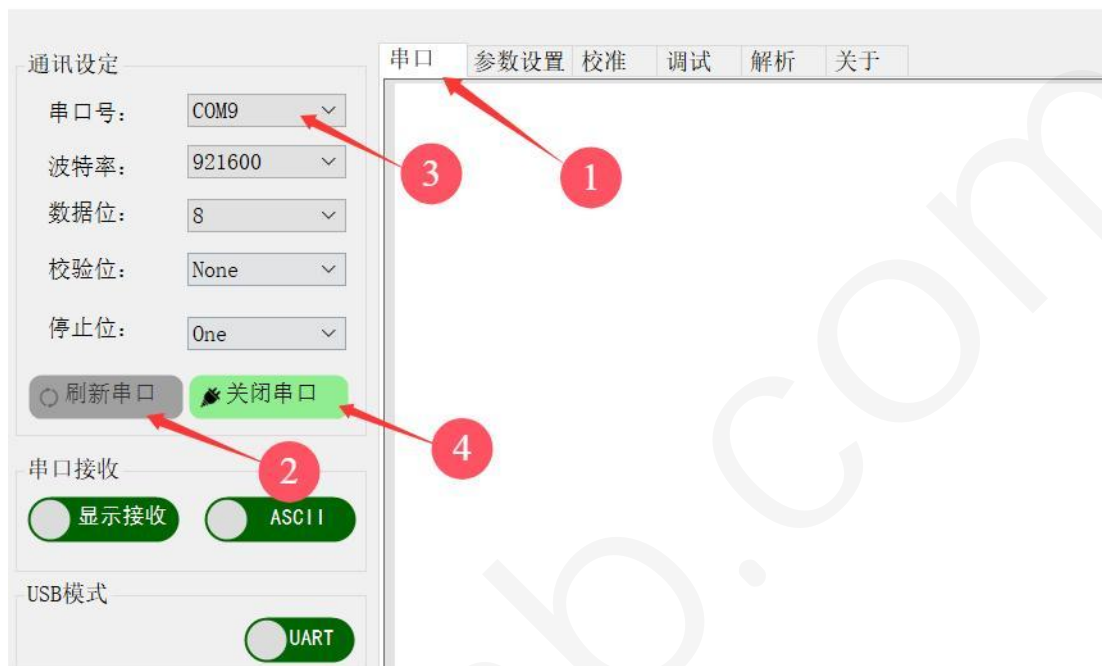 串口 参数设置 校准 调试 解析 关于
通讯设定
串口号： COM9
3
1
波特率： 921600
数据位： 8
校验位： None
停止位： One
刷新串口 关闭串口
2
4
串口接收
显示接收 ASCII
USB模式
UART
b.com